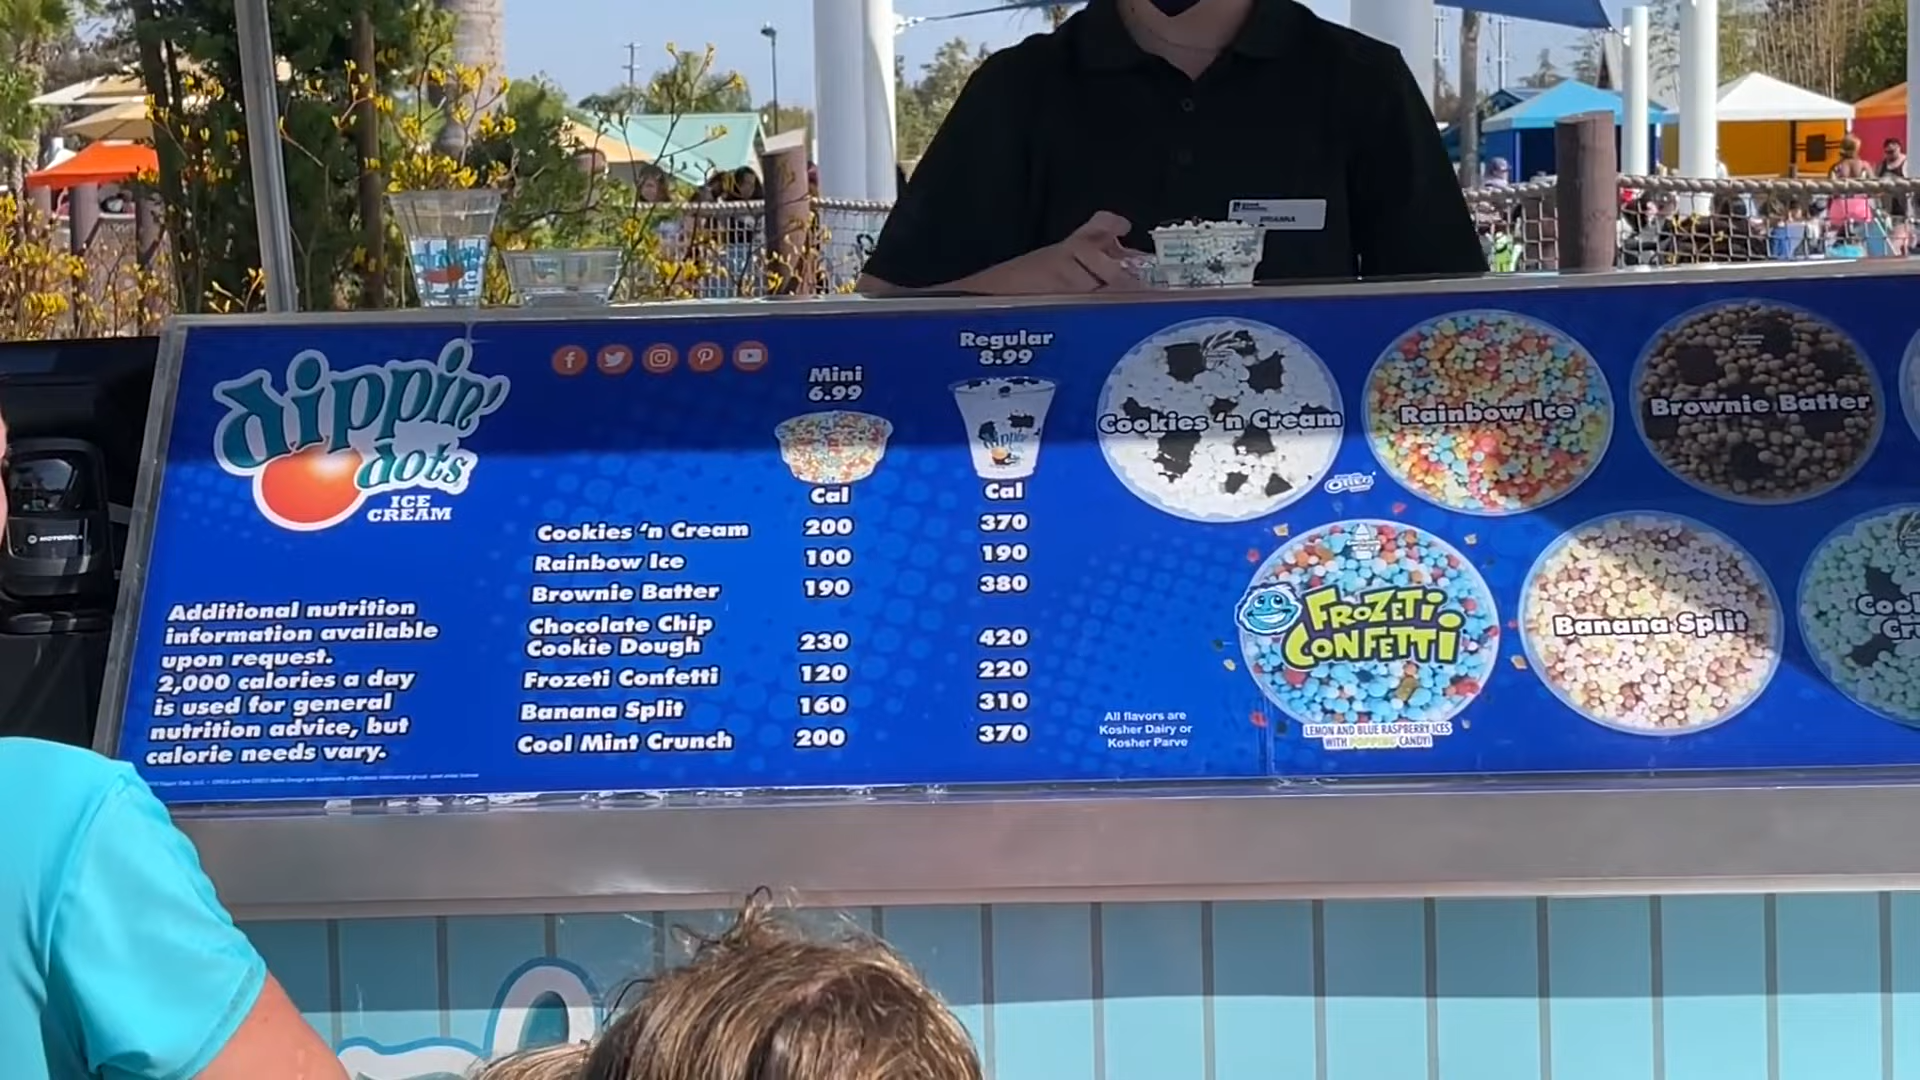 dippin'
dots
ICE
CREAM
Additional nutrition
information available
upon request.
2,000 calories a day
is used for general
nutrition advice, but
calorie needs vary.
Mini
6.99
Regular
8.99
Cal
Cal
Cookies 'n Cream 200 370
Rainbow Ice 100 190
Brownie Batter 190 380
Chocolate Chip
Cookie Dough 230 420
Frozeti Confetti 120 220
Banana Split 160 310
Cool Mint Crunch 200 370
All flavors are
Kosher Dairy or
Kosher Parve
Cookies 'n Cream
OREO
Rainbow Ice
Brownie Batter
FROZETI
CONFETTI
LEMON AND BLUE RASPBERRY ICES
WITH POPPING CANDY!
Banana Split
MOTOROLA